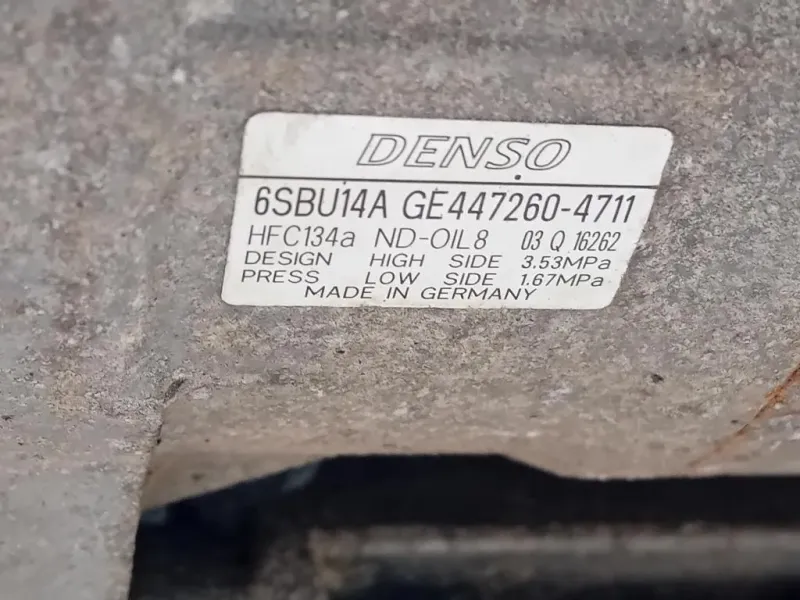 DENSO
6SBU14A GE447260-4711
HFC134a ND-OIL8 03 Q 16262
DESIGN HIGH SIDE 3.53MPa
PRESS LOW SIDE 1.67MPa
MADE IN GERMANY